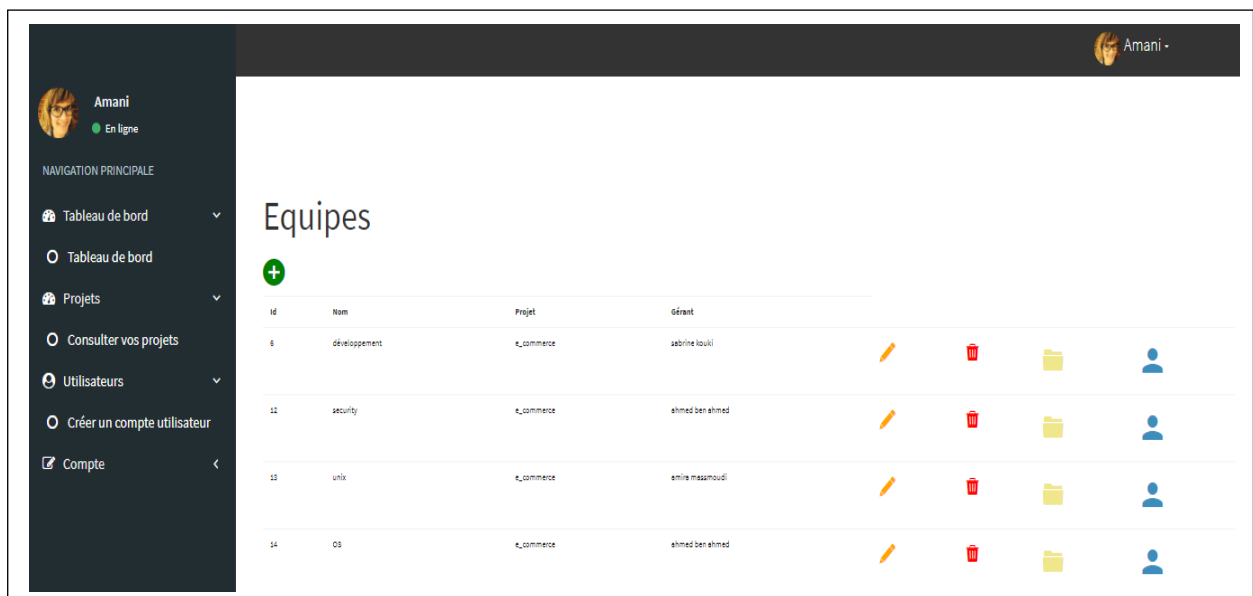 Amani
Amani
En ligne
NAVIGATION PRINCIPALE
Tableau de bord
Tableau de bord
Projets
Consulter vos projets
Utilisateurs
Créer un compte utilisateur
Compte
Equipes
Id Nom Projet Gérant
6 développement e_commerce sabrine kouki
12 security e_commerce ahmed ben ahmed
13 unix e_commerce amira massmoudi
14 OS e_commerce ahmed ben ahmed